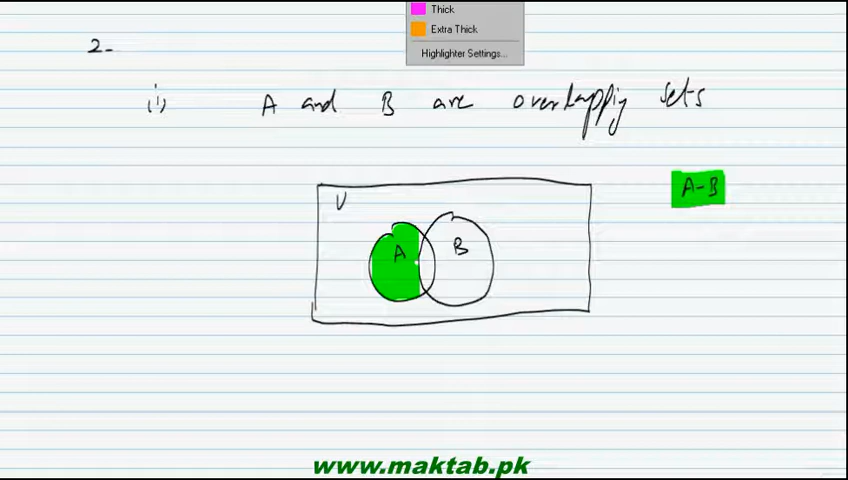 Thick
Extra Thick
Highlighter Settings...
2-
(i) A and B are overlapping sets
A-B
U
A
B
www.maktab.pk